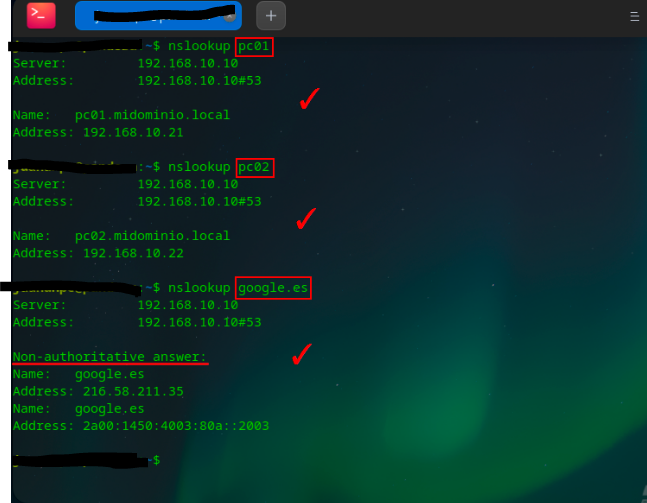 :~$ nslookup pc01
Server: 192.168.10.10
Address: 192.168.10.10#53
Name: pc01.midominio.local
Address: 192.168.10.21
:~$ nslookup pc02
Server: 192.168.10.10
Address: 192.168.10.10#53
Name: pc02.midominio.local
Address: 192.168.10.22
:~$ nslookup google.es
Server: 192.168.10.10
Address: 192.168.10.10#53
Non-authoritative answer:
Name: google.es
Address: 216.58.211.35
Name: google.es
Address: 2a00:1450:4003:80a::2003
~$